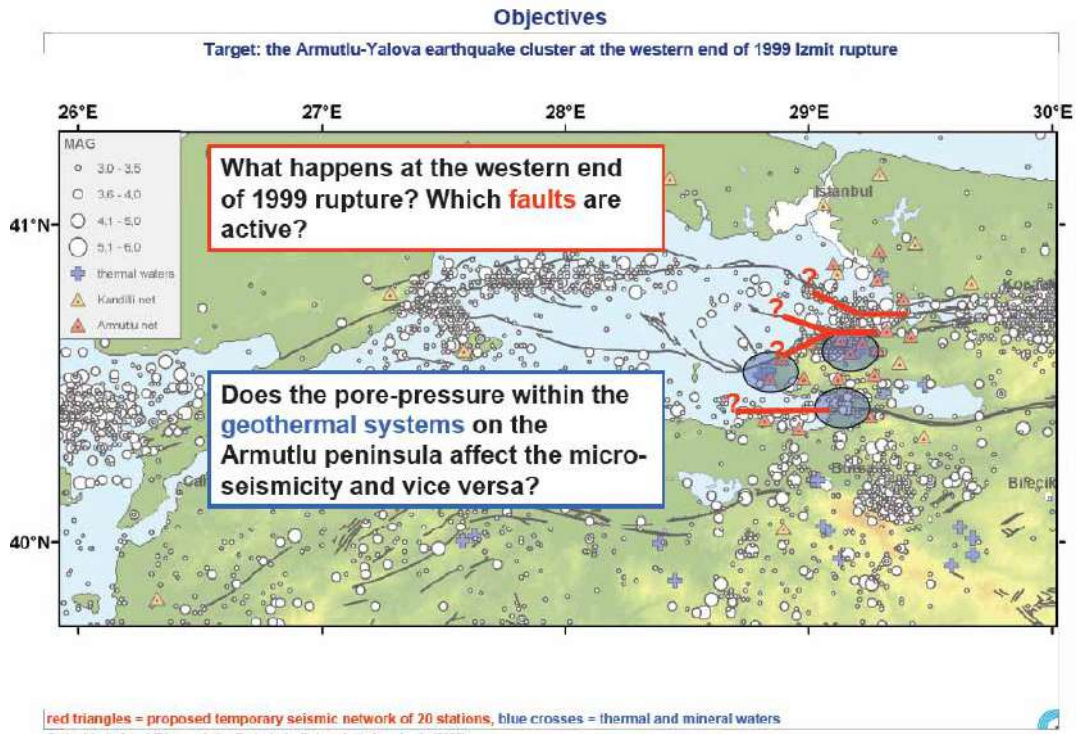 Objectives
Target: the Armutlu-Yalova earthquake cluster at the western end of 1999 Izmit rupture
26°E 27°E 28°E 29°E 30°E
MAG
3.0 - 3.5
3.6 - 4.0
4.1 - 5.0
5.1 - 6.0
thermal waters
Kandilli net
Armutlu net
What happens at the western end
of 1999 rupture? Which faults are
active?
Istanbul
41°N
?
?
?
?
Does the pore-pressure within the
geothermal systems on the
Armutlu peninsula affect the micro-
seismicity and vice versa?
Bilecik
40°N
red triangles = proposed temporary seismic network of 20 stations, blue crosses = thermal and mineral waters